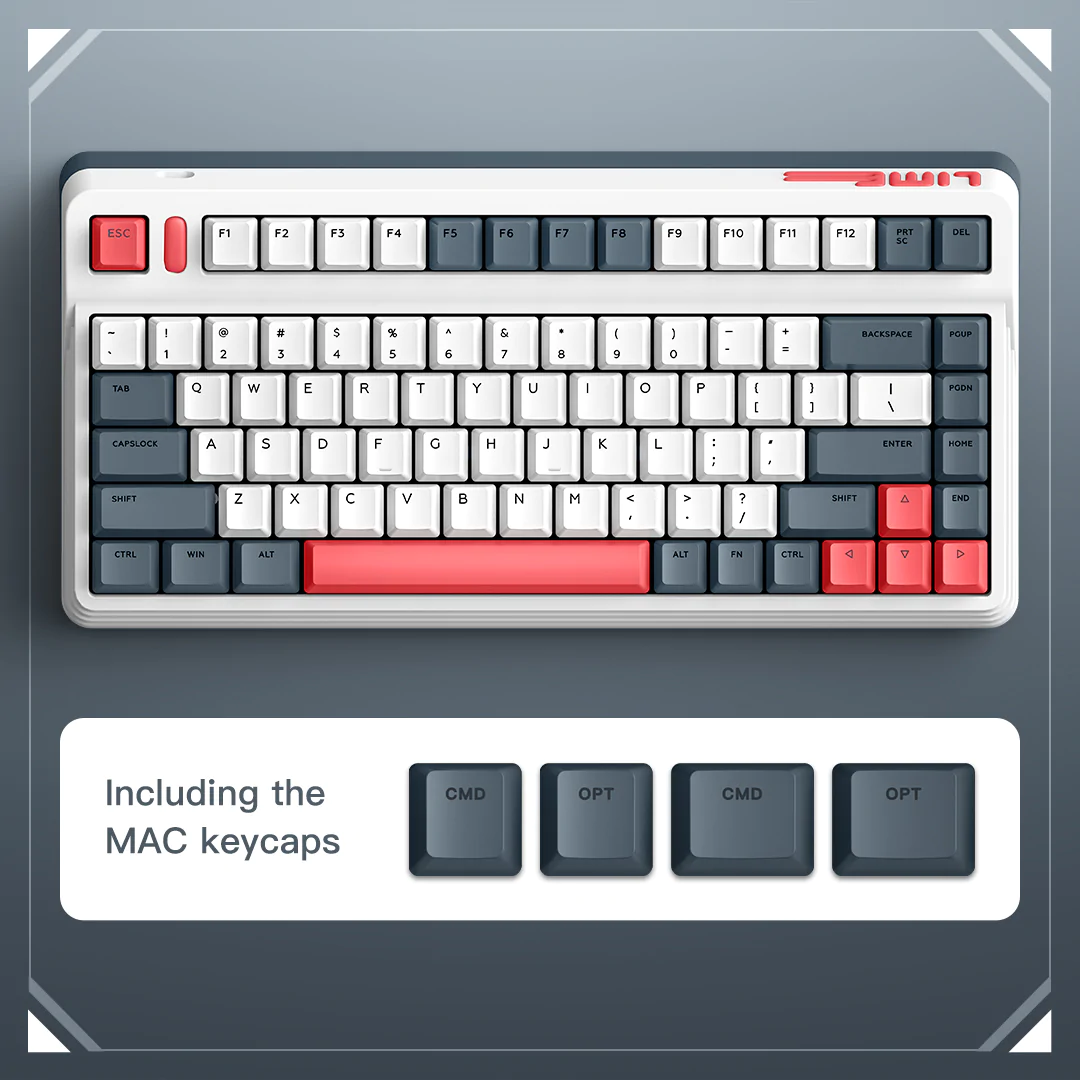 ESC F1 F2 F3 F4 F5 F6 F7 F8 F9 F10 F11 F12 PRT SC DEL
~ ` ! 1 @ 2 # 3 $ 4 % 5 ^ 6 & 7 * 8 ( 9 ) 0 — - + = BACKSPACE PGUP
TAB Q W E R T Y U I O P { [ } ] | \ PGDN
CAPSLOCK A S D F G H J K L : ; " ' ENTER HOME
SHIFT Z X C V B N M < , > . ? / SHIFT END
CTRL WIN ALT ALT FN CTRL
Including the
MAC keycaps
CMD OPT CMD OPT